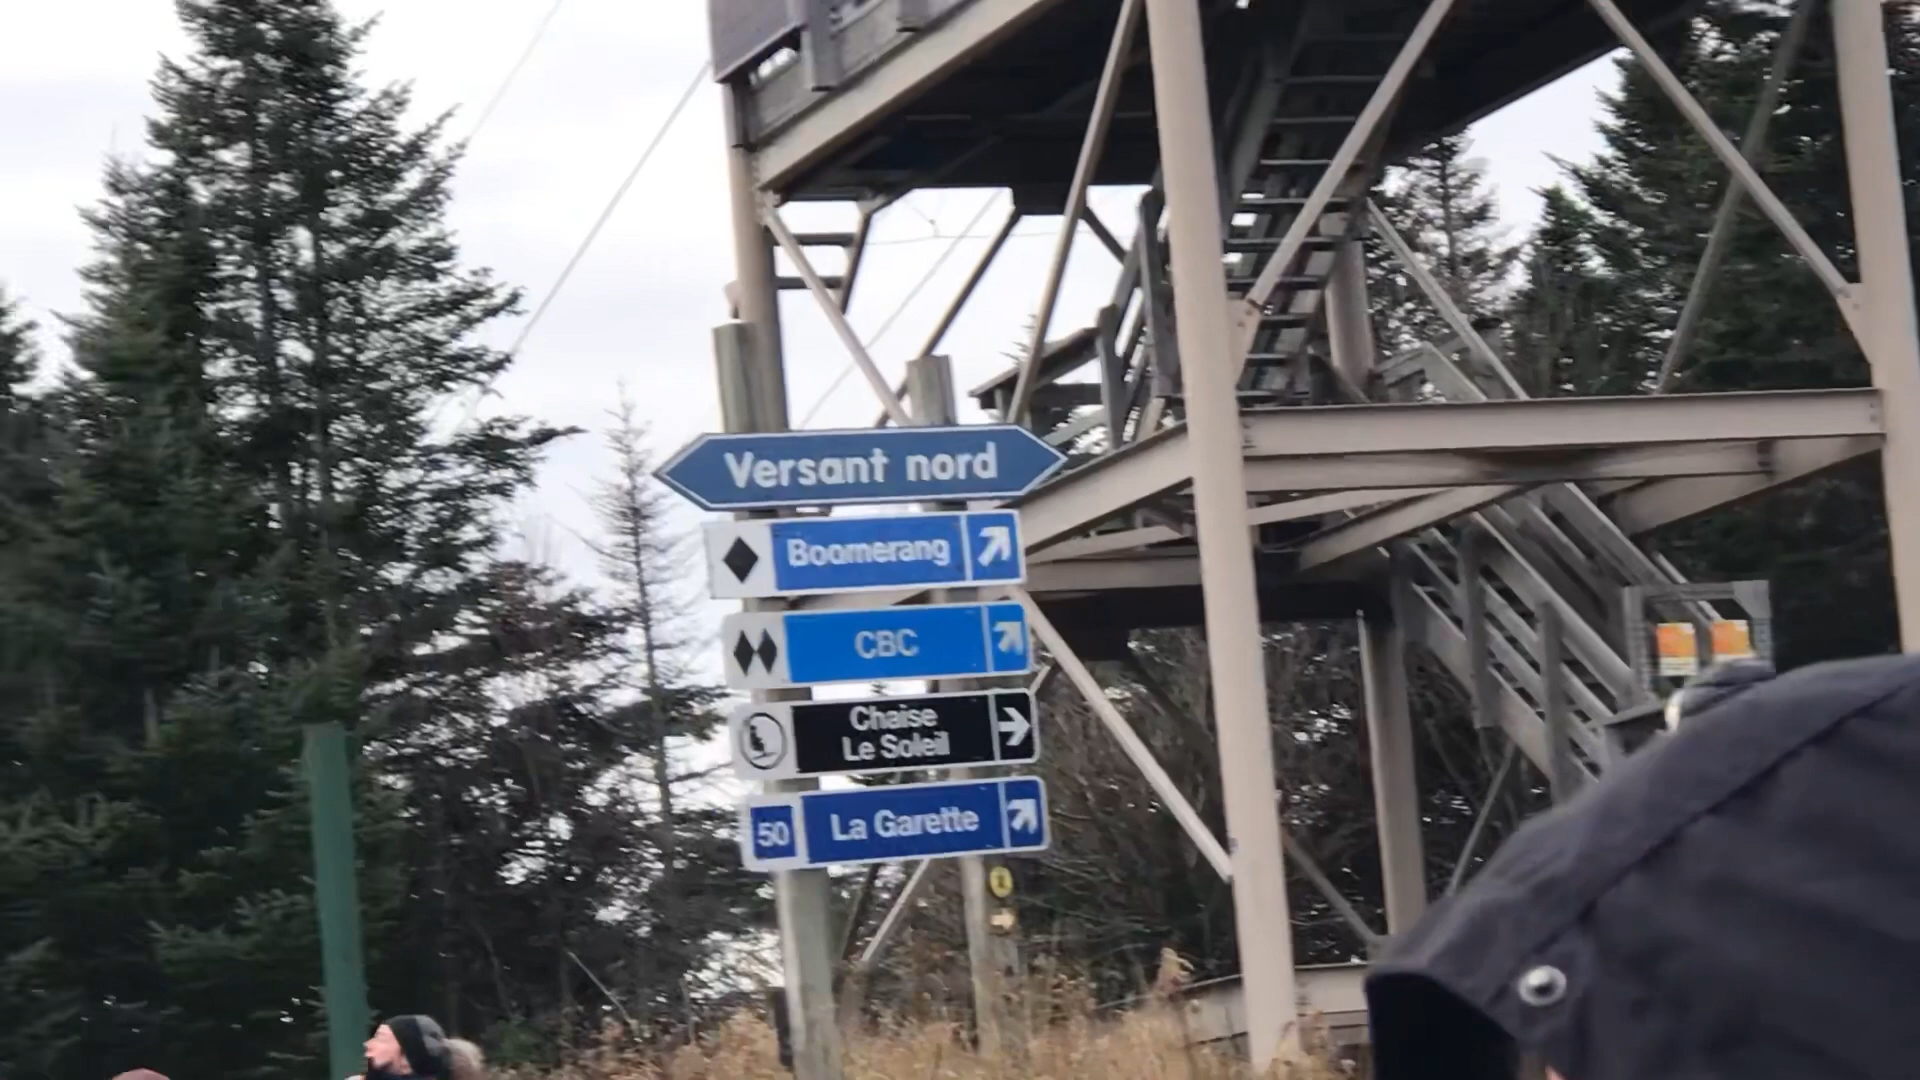 Versant nord
Boomerang
CBC
Chaise
Le Soleil
50 La Garette